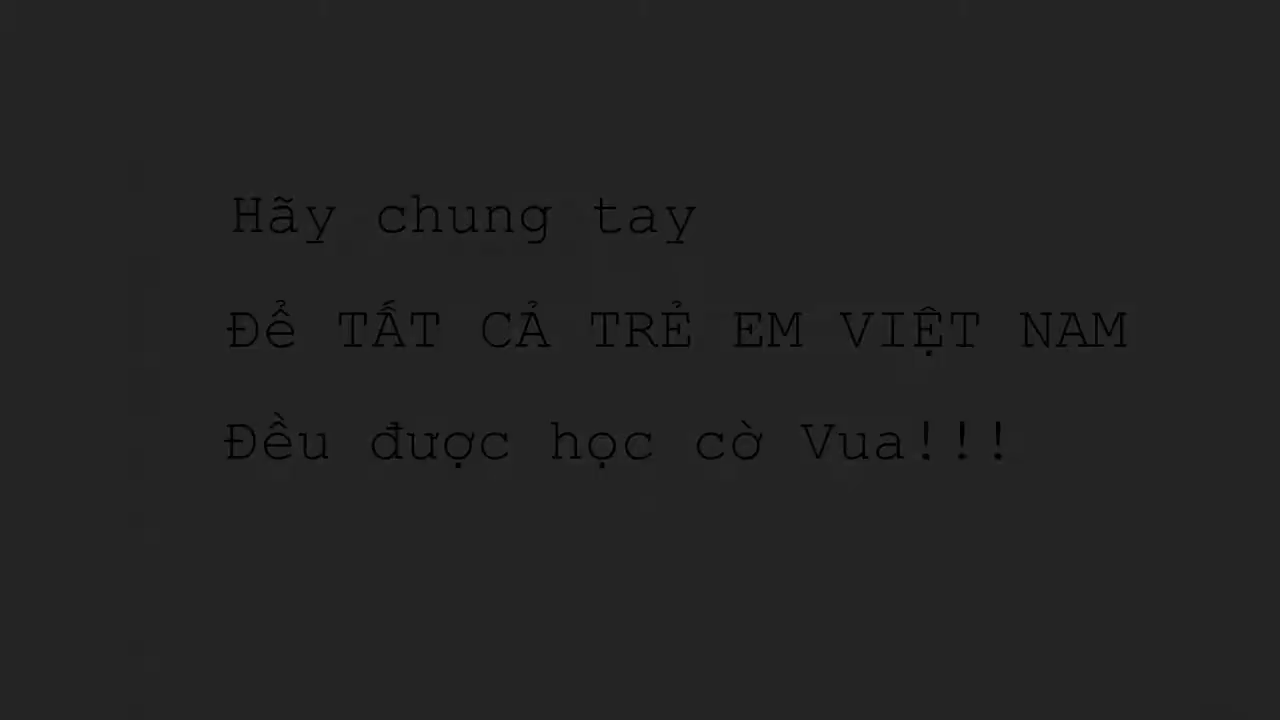 Hãy chung tay
Để TẤT CẢ TRẺ EM VIỆT NAM
Đều được học cờ Vua!!!